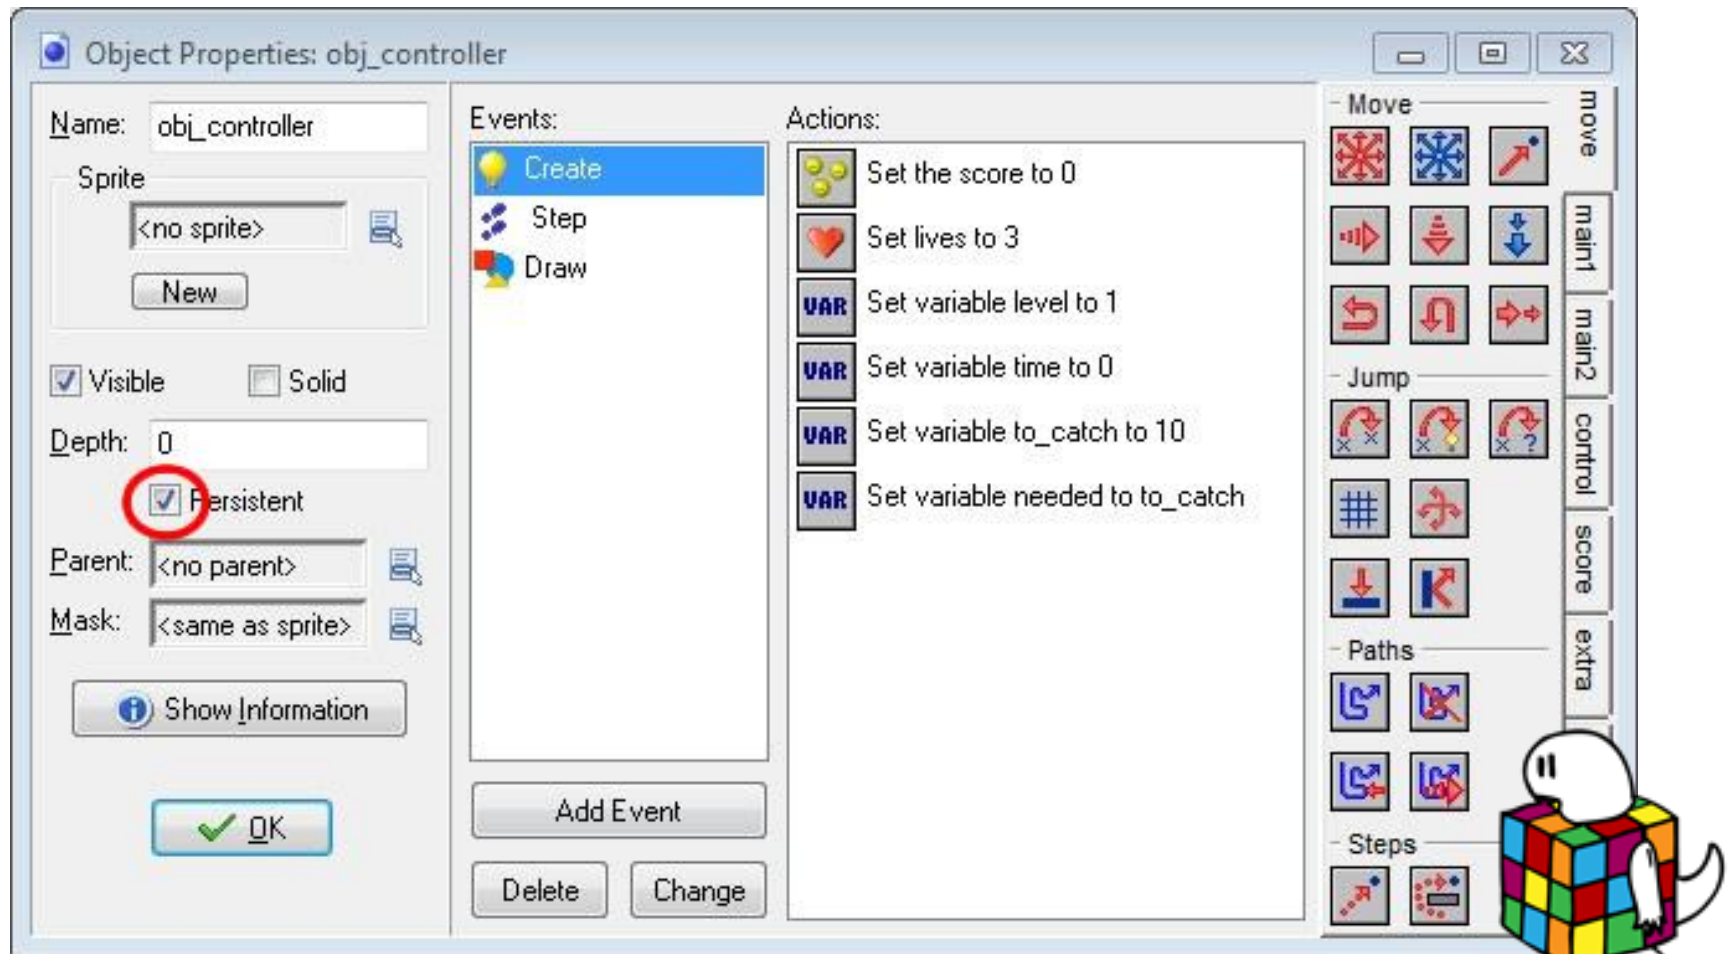 Object Properties: obj_controller
Name: obj_controller
Sprite
<no sprite>
New
Visible Solid
Depth: 0
Persistent
Parent: <no parent>
Mask: <same as sprite>
Show Information
OK
Events:
Create
Step
Draw
Add Event
Delete Change
Actions:
Set the score to 0
Set lives to 3
VAR Set variable level to 1
VAR Set variable time to 0
VAR Set variable to_catch to 10
VAR Set variable needed to to_catch
Move
Jump
Paths
Steps
move
main1
main2
control
score
extra